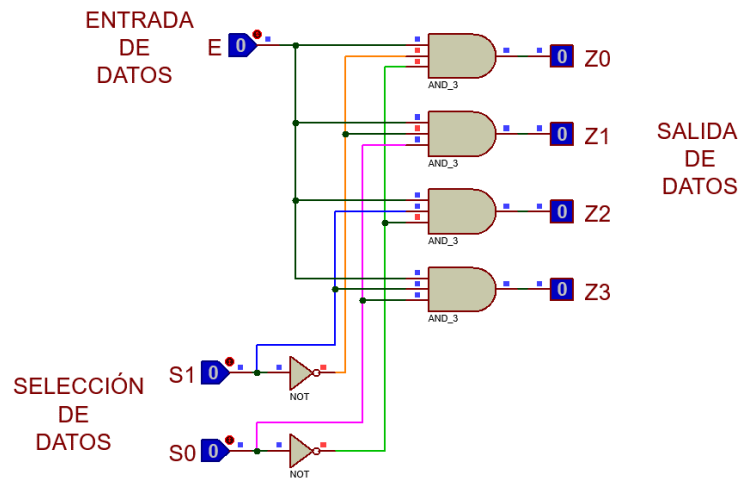 ENTRADA
DE
DATOS
E 0
AND_3
0 Z0
AND_3
0 Z1
SALIDA
DE
DATOS
AND_3
0 Z2
AND_3
0 Z3
SELECCIÓN
DE
DATOS
S1 0
NOT
S0 0
NOT